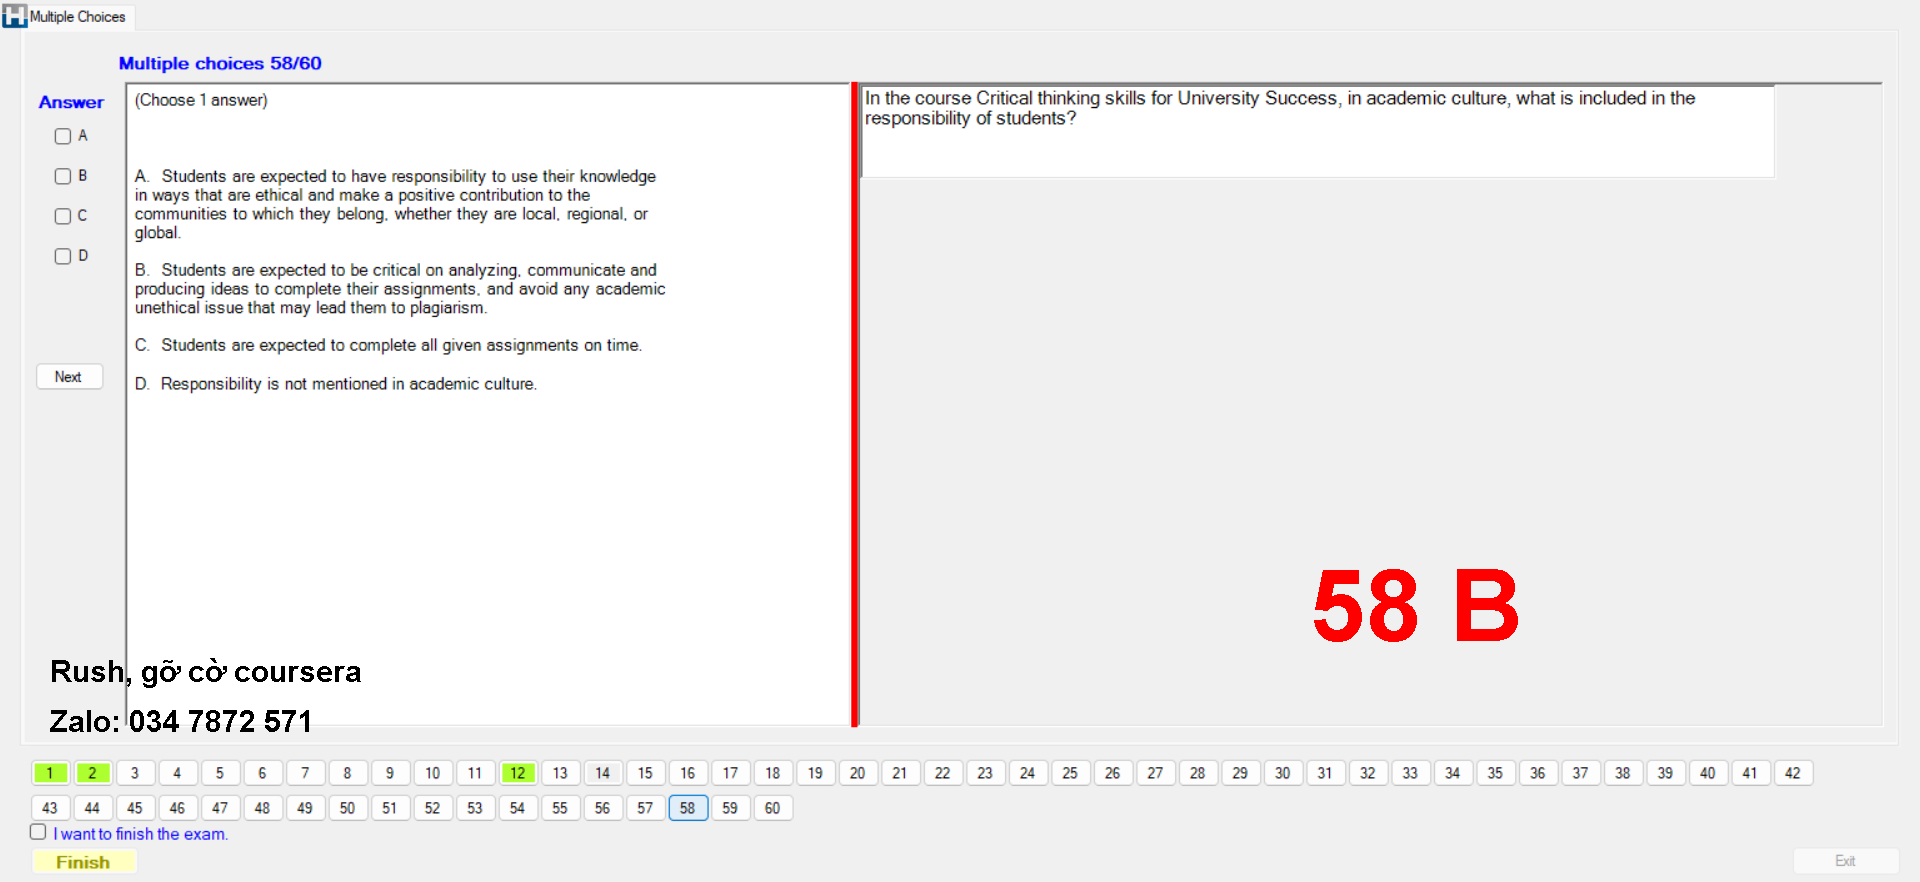 Multiple Choices
Multiple choices 58/60
Answer
A
B
C
D
Next
(Choose 1 answer)
A. Students are expected to have responsibility to use their knowledge
in ways that are ethical and make a positive contribution to the
communities to which they belong, whether they are local, regional, or
global.
B. Students are expected to be critical on analyzing, communicate and
producing ideas to complete their assignments, and avoid any academic
unethical issue that may lead them to plagiarism.
C. Students are expected to complete all given assignments on time.
D. Responsibility is not mentioned in academic culture.
In the course Critical thinking skills for University Success, in academic culture, what is included in the
responsibility of students?
58 B
Rush, gỡ cờ coursera
Zalo: 034 7872 571
1 2 3 4 5 6 7 8 9 10 11 12 13 14 15 16 17 18 19 20 21 22 23 24 25 26 27 28 29 30 31 32 33 34 35 36 37 38 39 40 41 42
43 44 45 46 47 48 49 50 51 52 53 54 55 56 57 58 59 60
I want to finish the exam.
Finish
Exit